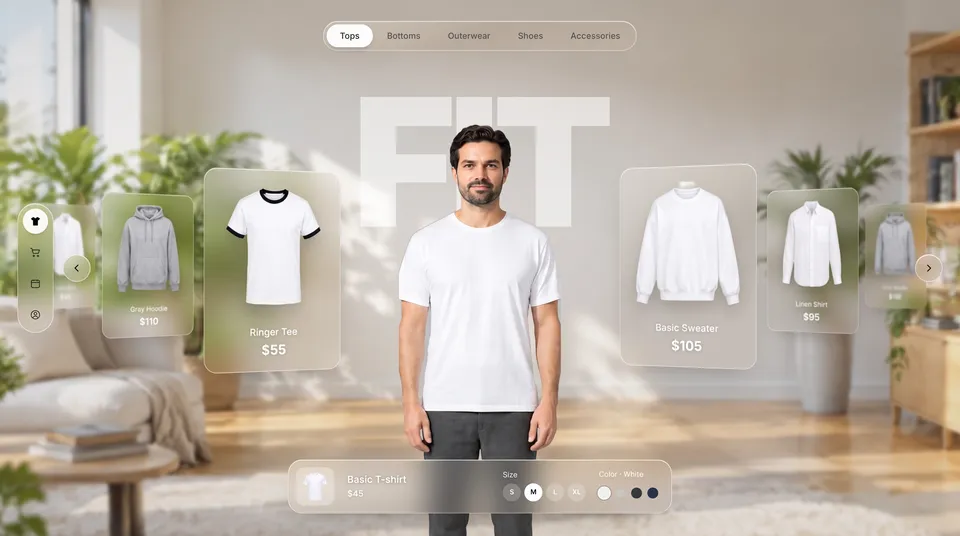 Tops
Bottoms
Outerwear
Shoes
Accessories
FIT
Gray Hoodie
$110
Ringer Tee
$55
Basic Sweater
$105
Linen Shirt
$95
Basic T-shirt
$45
Size
S
M
L
XL
Color · White